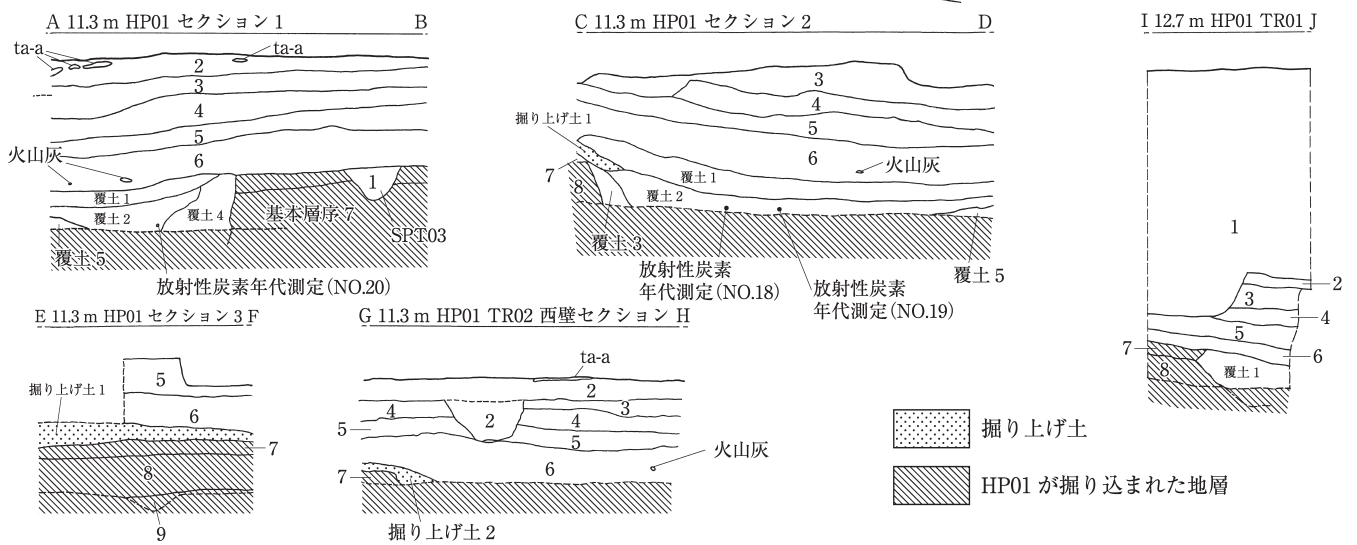 A 11.3 m HP01 セクション 1 B
ta-a
ta-a
2
3
4
5
6
火山灰
1
覆土 1
覆土 2
覆土 4
基本層序 7
SPT03
覆土 5
放射性炭素年代測定(NO.20)
C 11.3 m HP01 セクション 2 D
3
4
5
掘り上げ土 1
6
火山灰
7
8
覆土 1
覆土 2
覆土 3
放射性炭素
年代測定(NO.18)
放射性炭素
年代測定(NO.19)
覆土 5
I 12.7 m HP01 TR01 J
1
2
3
4
5
6
7
8
覆土 1
E 11.3 m HP01 セクション 3 F
5
掘り上げ土 1
6
7
8
9
G 11.3 m HP01 TR02 西壁セクション H
ta-a
2
3
4
2
4
5
5
火山灰
6
7
掘り上げ土 2
掘り上げ土
HP01 が掘り込まれた地層